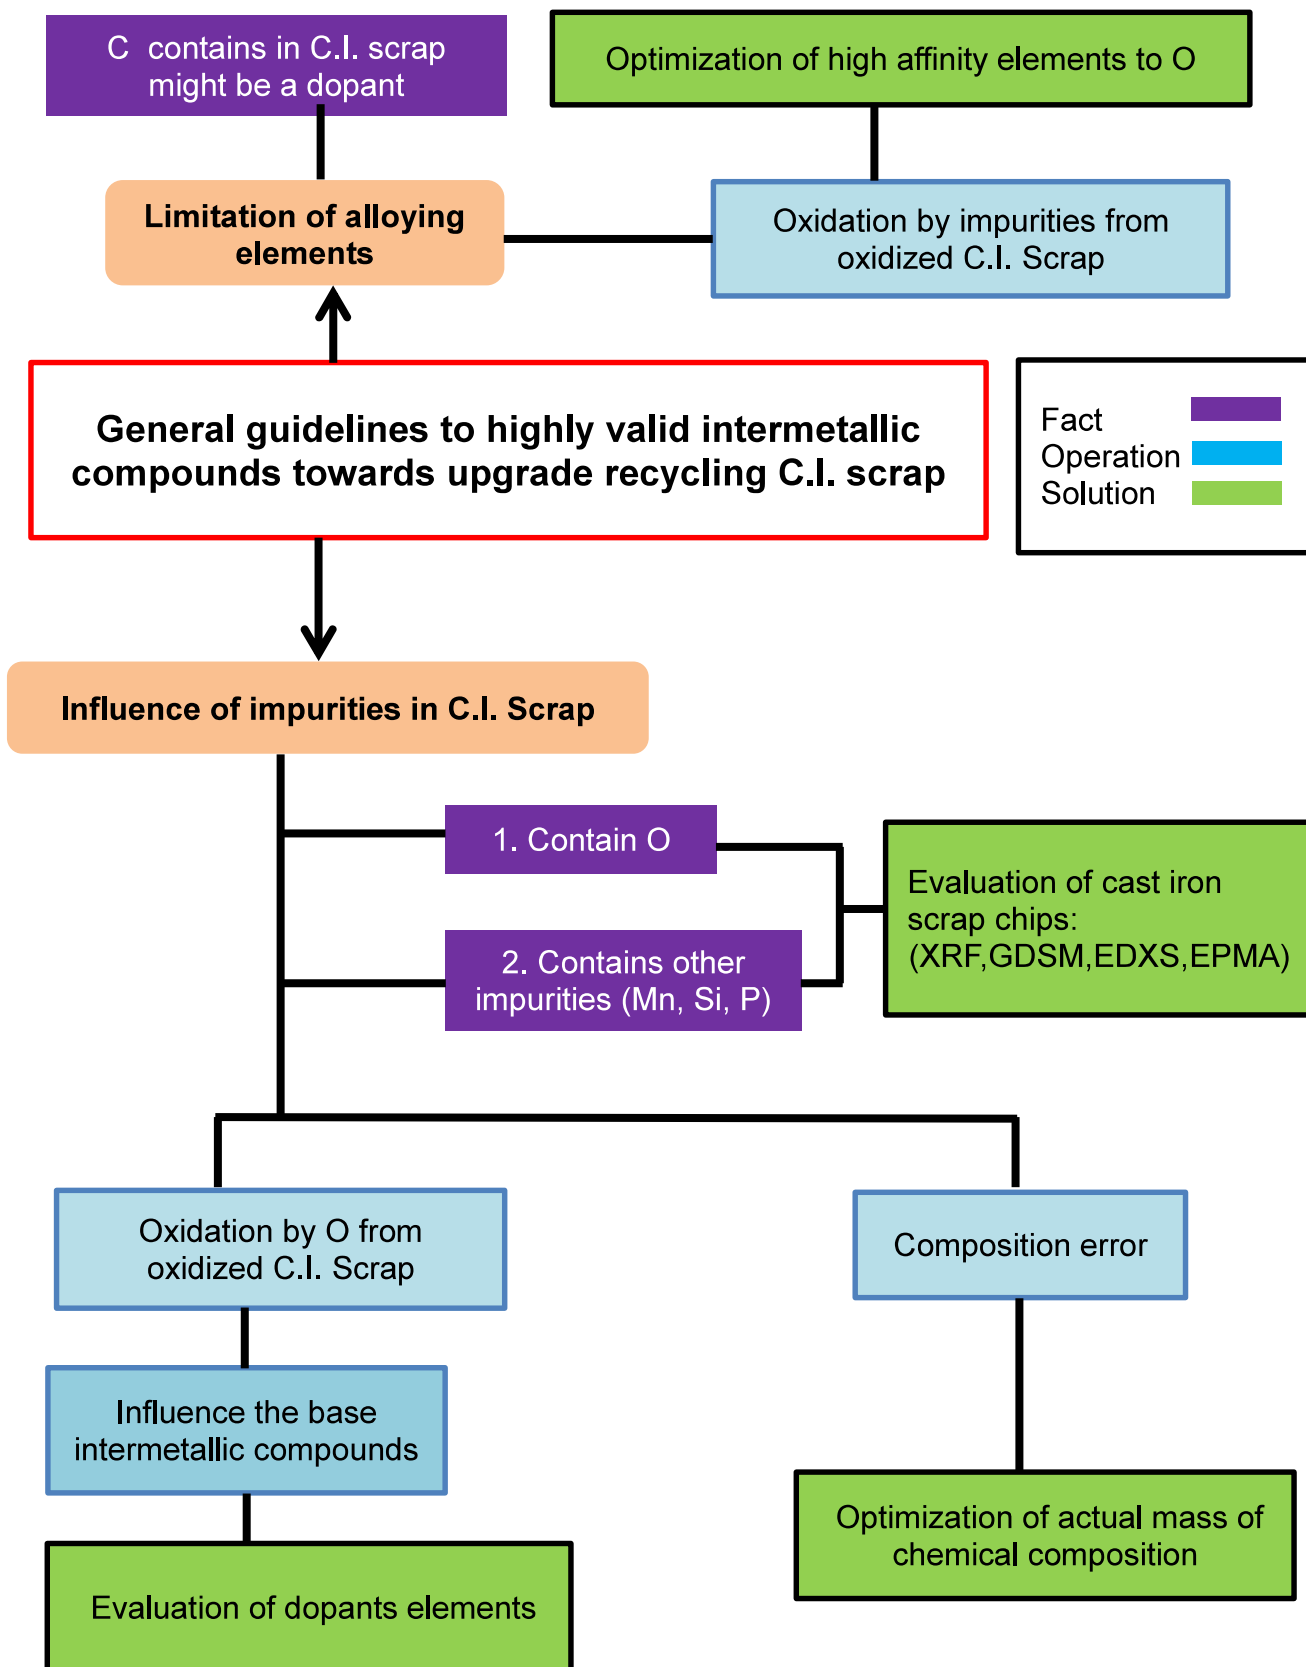 C contains in C.I. scrap
might be a dopant
Optimization of high affinity elements to O
Limitation of alloying
elements
Oxidation by impurities from
oxidized C.I. Scrap
General guidelines to highly valid intermetallic
compounds towards upgrade recycling C.I. scrap
Fact
Operation
Solution
Influence of impurities in C.I. Scrap
1. Contain O
2. Contains other
impurities (Mn, Si, P)
Evaluation of cast iron
scrap chips:
(XRF,GDSM,EDXS,EPMA)
Oxidation by O from
oxidized C.I. Scrap
Composition error
Influence the base
intermetallic compounds
Optimization of actual mass of
chemical composition
Evaluation of dopants elements